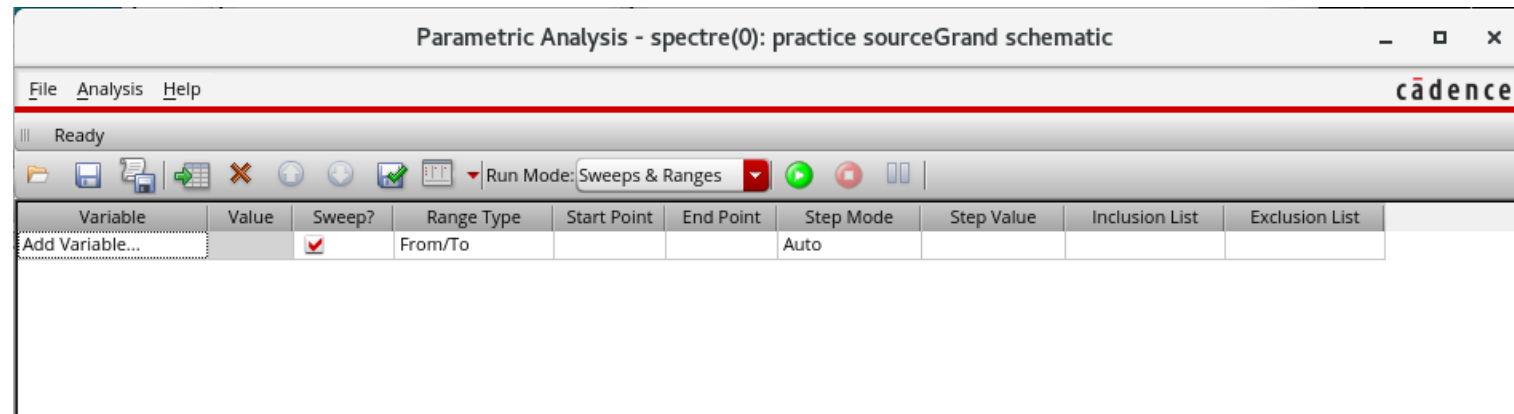 Parametric Analysis - spectre(0): practice sourceGrand schematic
File Analysis Help
cādence
Ready
Run Mode: Sweeps & Ranges
Variable Value Sweep? Range Type Start Point End Point Step Mode Step Value Inclusion List Exclusion List
Add Variable... From/To Auto